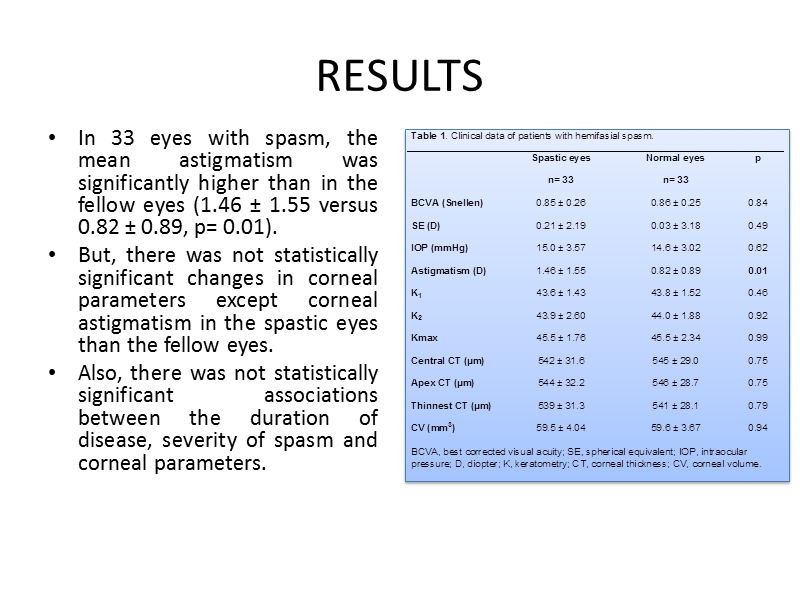 RESULTS
• In 33 eyes with spasm, the
mean astigmatism was
significantly higher than in the
fellow eyes (1.46 ± 1.55 versus
0.82 ± 0.89, p= 0.01).
• But, there was not statistically
significant changes in corneal
parameters except corneal
astigmatism in the spastic eyes
than the fellow eyes.
• Also, there was not statistically
significant associations
between the duration of
disease, severity of spasm and
corneal parameters.
Table 1. Clinical data of patients with hemifasial spasm.
Spastic eyes Normal eyes p
n= 33 n= 33
BCVA (Snellen) 0.85 ± 0.26 0.86 ± 0.25 0.84
SE (D) 0.21 ± 2.19 0.03 ± 3.18 0.49
IOP (mmHg) 15.0 ± 3.57 14.6 ± 3.02 0.62
Astigmatism (D) 1.46 ± 1.55 0.82 ± 0.89 0.01
K₁ 43.6 ± 1.43 43.8 ± 1.52 0.46
K₂ 43.9 ± 2.60 44.0 ± 1.88 0.92
Kmax 45.5 ± 1.76 45.5 ± 2.34 0.99
Central CT (µm) 542 ± 31.6 545 ± 29.0 0.75
Apex CT (µm) 544 ± 32.2 546 ± 28.7 0.75
Thinnest CT (µm) 539 ± 31.3 541 ± 28.1 0.79
CV (mm³) 59.5 ± 4.04 59.6 ± 3.67 0.94
BCVA, best corrected visual acuity; SE, spherical equivalent; IOP, intraocular
pressure; D, diopter; K, keratometry; CT, corneal thickness; CV, corneal volume.